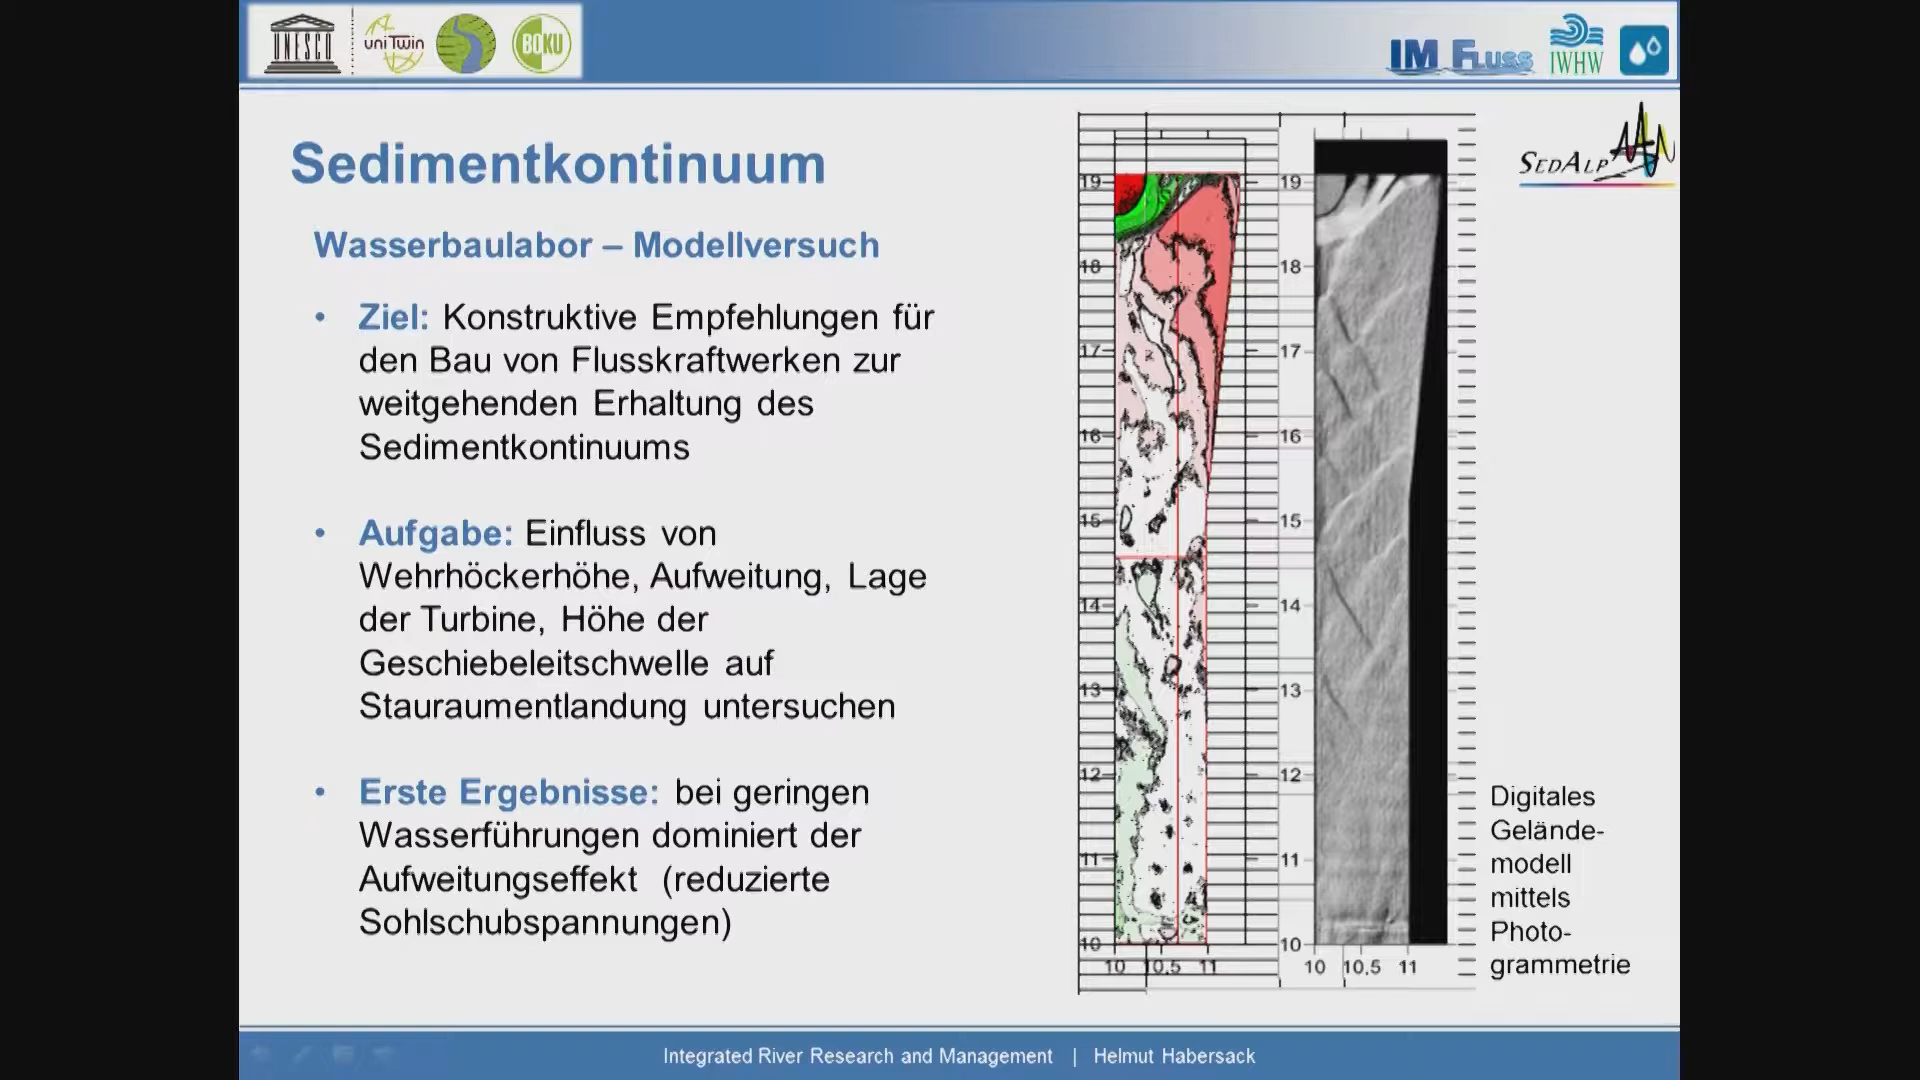 UNESCO
uniTwin
BOKU
IM FLUSS
IWHW
SEDALP
Sedimentkontinuum
Wasserbaulabor – Modellversuch
• Ziel: Konstruktive Empfehlungen für
den Bau von Flusskraftwerken zur
weitgehenden Erhaltung des
Sedimentkontinuums
• Aufgabe: Einfluss von
Wehrhöckerhöhe, Aufweitung, Lage
der Turbine, Höhe der
Geschiebeleitschwelle auf
Stauraumentlandung untersuchen
• Erste Ergebnisse: bei geringen
Wasserführungen dominiert der
Aufweitungseffekt (reduzierte
Sohlschubspannungen)
19
18
17
16
15
14
13
12
11
10
10 10,5 11
19
18
17
16
15
14
13
12
11
10
10 10,5 11
Digitales
Gelände-
modell
mittels
Photo-
grammetrie
Integrated River Research and Management | Helmut Habersack